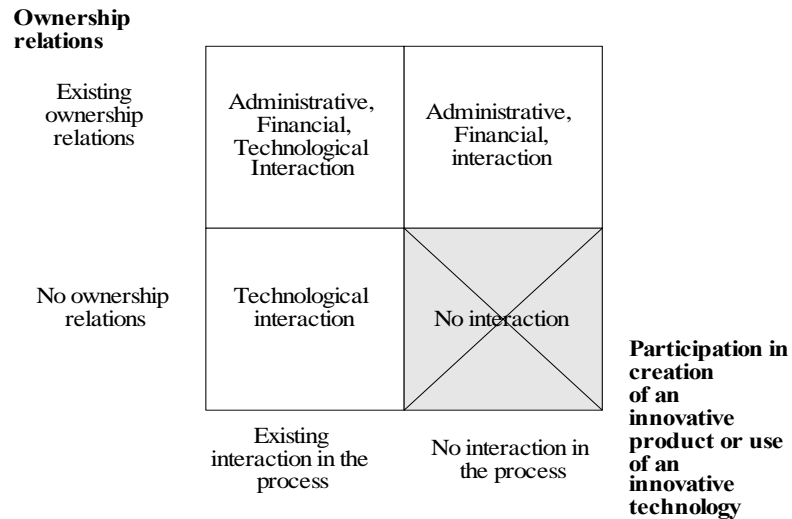 Ownership
relations
Existing
ownership
relations
Administrative,
Financial,
Technological
Interaction
Administrative,
Financial,
interaction
No ownership
relations
Technological
interaction
No interaction
Existing
interaction in the
process
No interaction in
the process
Participation in
creation
of an
innovative
product or use
of an
innovative
technology